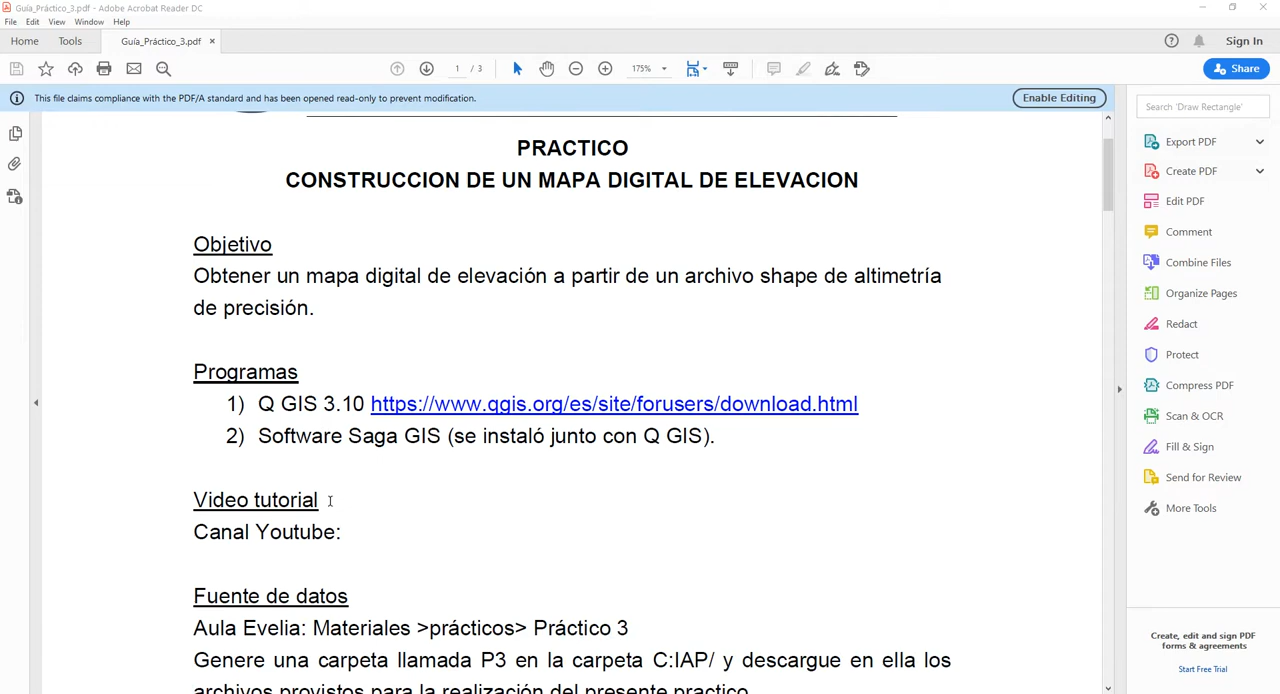 Guía_Práctico_3.pdf - Adobe Acrobat Reader DC
File Edit View Window Help
Home Tools Guía_Práctico_3.pdf × Sign In
1 / 3 175% Share
This file claims compliance with the PDF/A standard and has been opened read-only to prevent modification. Enable Editing
Search 'Draw Rectangle'
PRACTICO
CONSTRUCCION DE UN MAPA DIGITAL DE ELEVACION
Objetivo
Obtener un mapa digital de elevación a partir de un archivo shape de altimetría
de precisión.
Programas
1) Q GIS 3.10 https://www.qgis.org/es/site/forusers/download.html
2) Software Saga GIS (se instaló junto con Q GIS).
Video tutorial
Canal Youtube:
Fuente de datos
Aula Evelia: Materiales >prácticos> Práctico 3
Genere una carpeta llamada P3 en la carpeta C:IAP/ y descargue en ella los
archivos provistos para la realización del presente practico.
Export PDF
Create PDF
Edit PDF
Comment
Combine Files
Organize Pages
Redact
Protect
Compress PDF
Scan & OCR
Fill & Sign
Send for Review
More Tools
Create, edit and sign PDF
forms & agreements
Start Free Trial